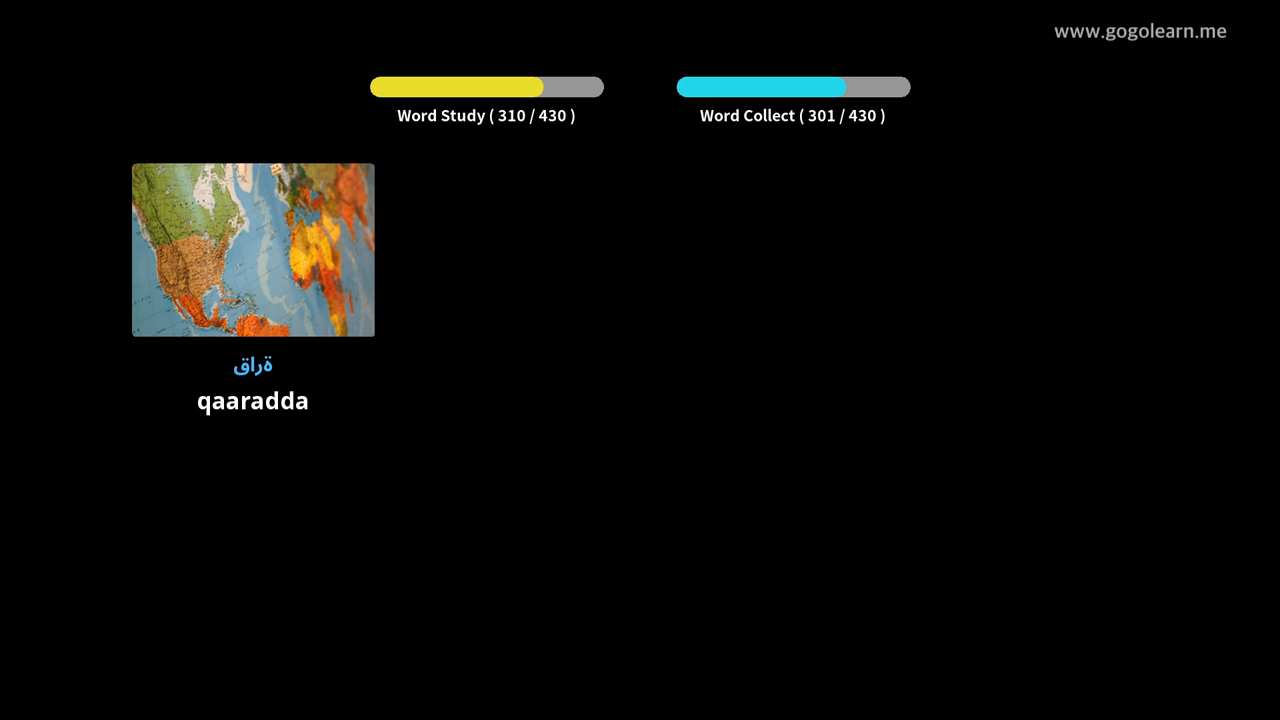 www.gogolearn.me
Word Study ( 310 / 430 )
Word Collect ( 301 / 430 )
ةراق
qaaradda